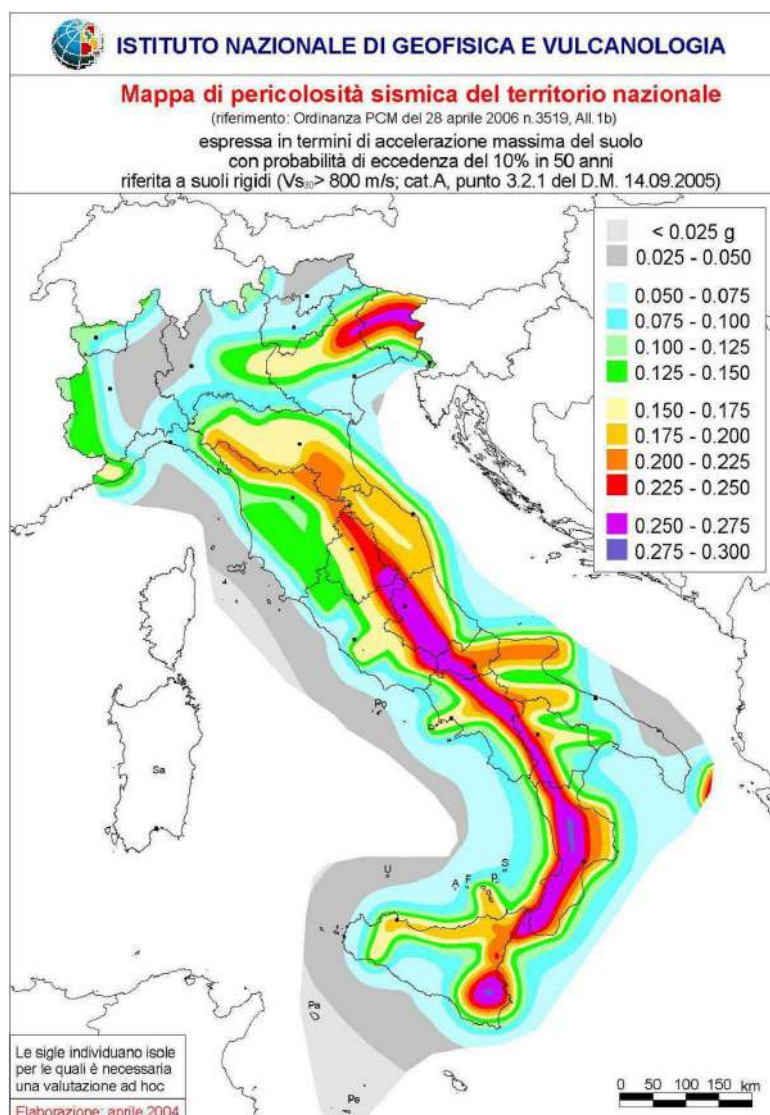 ISTITUTO NAZIONALE DI GEOFISICA E VULCANOLOGIA
Mappa di pericolosità sismica del territorio nazionale
(riferimento: Ordinanza PCM del 28 aprile 2006 n.3519, All.1b)
espressa in termini di accelerazione massima del suolo
con probabilità di eccedenza del 10% in 50 anni
riferita a suoli rigidi (Vs30> 800 m/s; cat.A, punto 3.2.1 del D.M. 14.09.2005)
< 0.025 g
0.025 - 0.050
0.050 - 0.075
0.075 - 0.100
0.100 - 0.125
0.125 - 0.150
0.150 - 0.175
0.175 - 0.200
0.200 - 0.225
0.225 - 0.250
0.250 - 0.275
0.275 - 0.300
Po
Sa
U
A
F
P
S
Pa
Pe
Le sigle individuano isole
per le quali è necessaria
una valutazione ad hoc
Elaborazione: aprile 2004
0 50 100 150 km